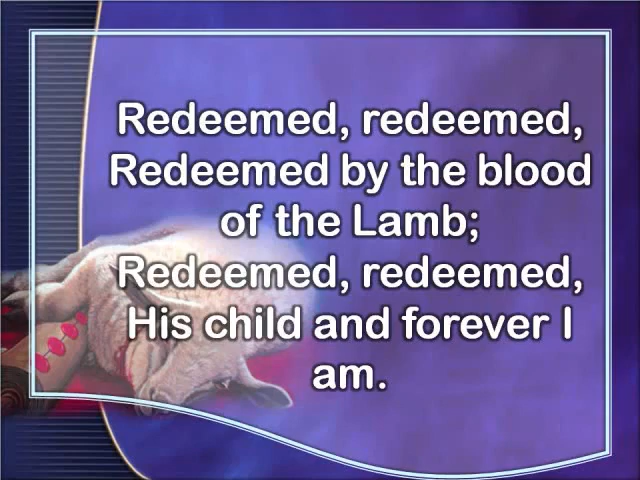 Redeemed, redeemed,
Redeemed by the blood
of the Lamb;
Redeemed, redeemed,
His child and forever I
am.